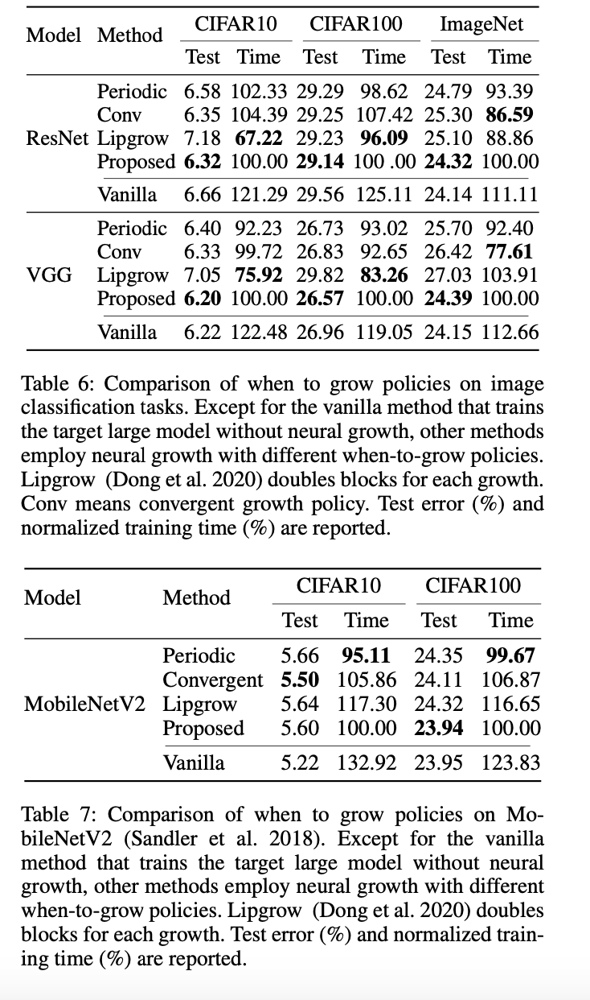 Model Method CIFAR10 CIFAR100 ImageNet
Test Time Test Time Test Time
Periodic 6.58 102.33 29.29 98.62 24.79 93.39
Conv 6.35 104.39 29.25 107.42 25.30 86.59
ResNet Lipgrow 7.18 67.22 29.23 96.09 25.10 88.86
Proposed 6.32 100.00 29.14 100 .00 24.32 100.00
Vanilla 6.66 121.29 29.56 125.11 24.14 111.11
Periodic 6.40 92.23 26.73 93.02 25.70 92.40
Conv 6.33 99.72 26.83 92.65 26.42 77.61
VGG Lipgrow 7.05 75.92 29.82 83.26 27.03 103.91
Proposed 6.20 100.00 26.57 100.00 24.39 100.00
Vanilla 6.22 122.48 26.96 119.05 24.15 112.66
Table 6: Comparison of when to grow policies on image
classification tasks. Except for the vanilla method that trains
the target large model without neural growth, other methods
employ neural growth with different when-to-grow policies.
Lipgrow (Dong et al. 2020) doubles blocks for each growth.
Conv means convergent growth policy. Test error (%) and
normalized training time (%) are reported.
Model Method CIFAR10 CIFAR100
Test Time Test Time
Periodic 5.66 95.11 24.35 99.67
Convergent 5.50 105.86 24.11 106.87
MobileNetV2 Lipgrow 5.64 117.30 24.32 116.65
Proposed 5.60 100.00 23.94 100.00
Vanilla 5.22 132.92 23.95 123.83
Table 7: Comparison of when to grow policies on Mo-
bileNetV2 (Sandler et al. 2018). Except for the vanilla
method that trains the target large model without neural
growth, other methods employ neural growth with different
when-to-grow policies. Lipgrow (Dong et al. 2020) doubles
blocks for each growth. Test error (%) and normalized train-
ing time (%) are reported.